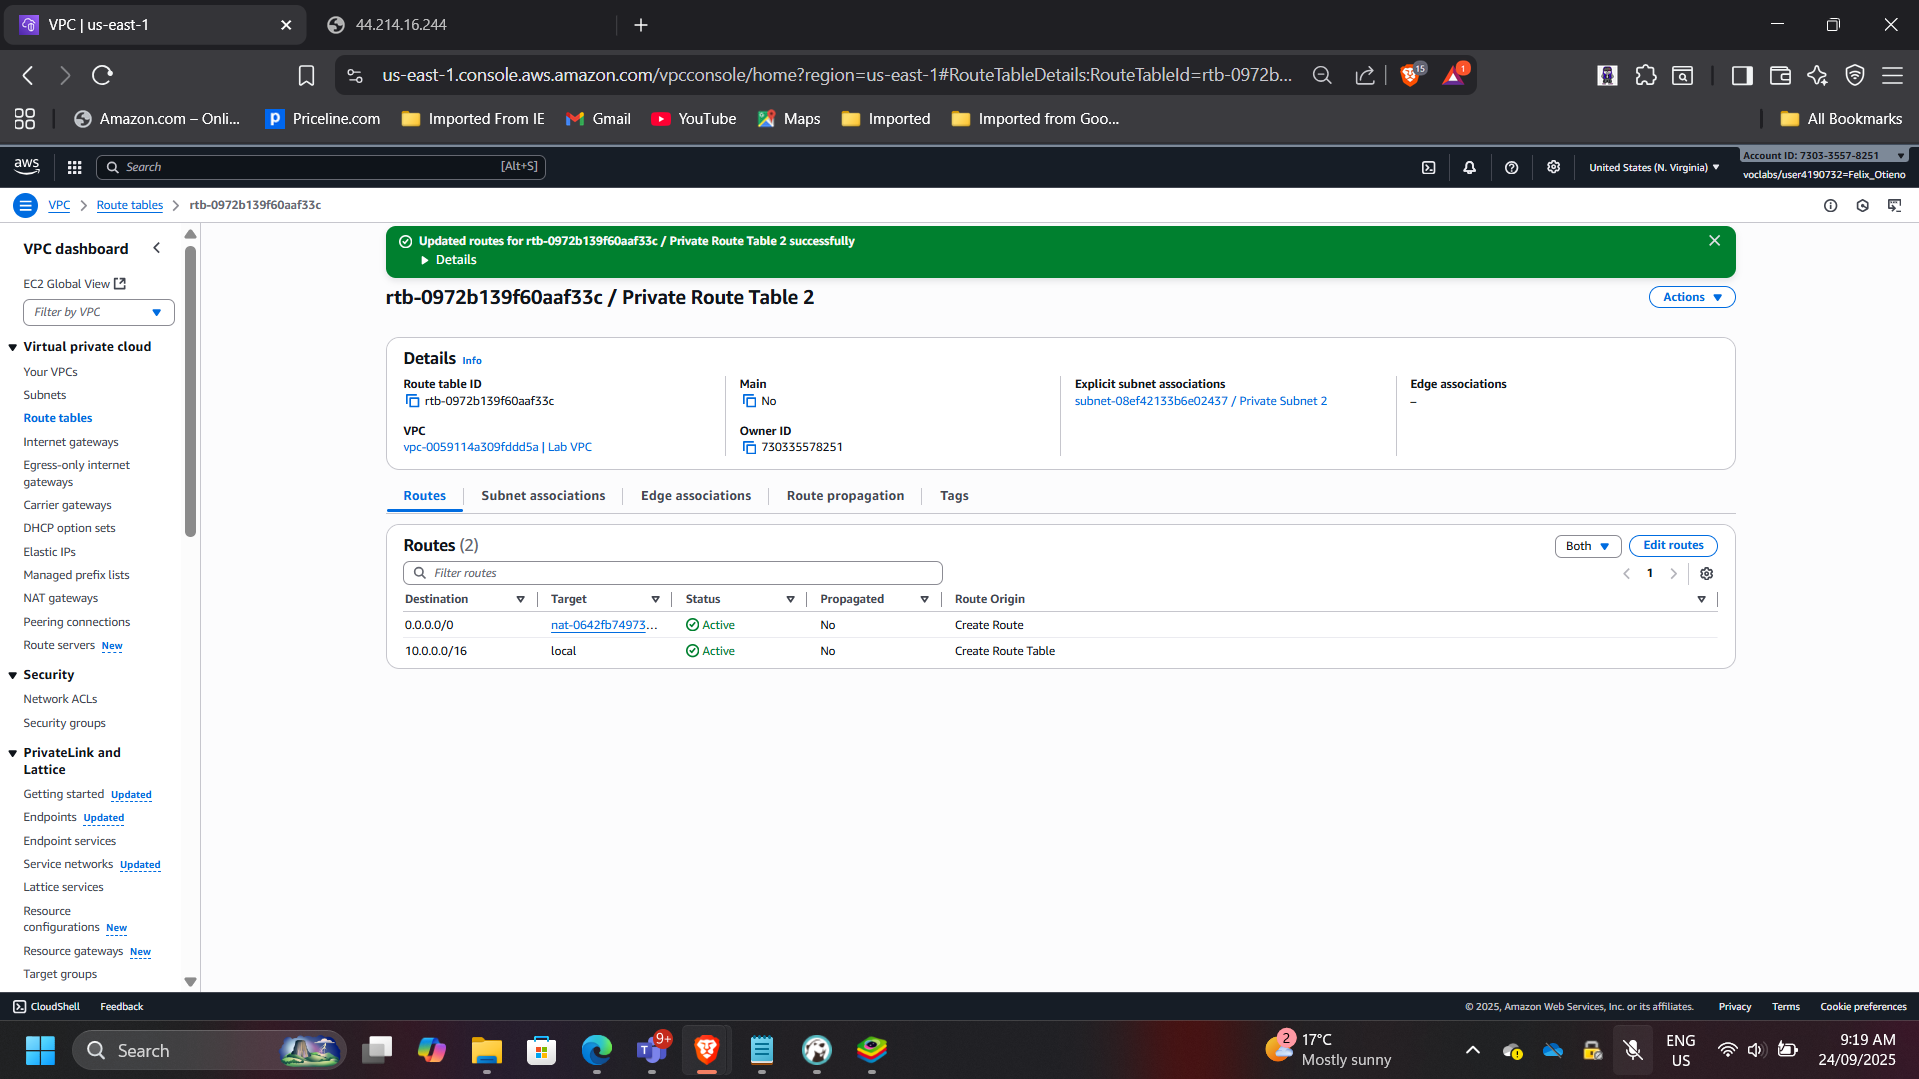 VPC | us-east-1
44.214.16.244
us-east-1.console.aws.amazon.com/vpcconsole/home?region=us-east-1#RouteTableDetails:RouteTableId=rtb-0972b...
15
1
Amazon.com – Onli...
Priceline.com
Imported From IE
Gmail
YouTube
Maps
Imported
Imported from Goo...
All Bookmarks
aws
Search
[Alt+S]
United States (N. Virginia)
Account ID: 7303-3557-8251
voclabs/user4190732=Felix_Otieno
VPC
Route tables
rtb-0972b139f60aaf33c
VPC dashboard
EC2 Global View
Filter by VPC
Virtual private cloud
Your VPCs
Subnets
Route tables
Internet gateways
Egress-only internet
gateways
Carrier gateways
DHCP option sets
Elastic IPs
Managed prefix lists
NAT gateways
Peering connections
Route servers New
Security
Network ACLs
Security groups
PrivateLink and
Lattice
Getting started Updated
Endpoints Updated
Endpoint services
Service networks Updated
Lattice services
Resource
configurations New
Resource gateways New
Target groups
Updated routes for rtb-0972b139f60aaf33c / Private Route Table 2 successfully
Details
rtb-0972b139f60aaf33c / Private Route Table 2
Actions
Details Info
Route table ID
rtb-0972b139f60aaf33c
Main
No
Explicit subnet associations
subnet-08ef42133b6e02437 / Private Subnet 2
Edge associations
–
VPC
vpc-0059114a309fddd5a | Lab VPC
Owner ID
730335578251
Routes
Subnet associations
Edge associations
Route propagation
Tags
Routes (2)
Both
Edit routes
Filter routes
1
Destination Target Status Propagated Route Origin
0.0.0.0/0 nat-0642fb74973... Active No Create Route
10.0.0.0/16 local Active No Create Route Table
CloudShell
Feedback
© 2025, Amazon Web Services, Inc. or its affiliates.
Privacy
Terms
Cookie preferences
Search
9+
2
17°C
Mostly sunny
ENG
US
9:19 AM
24/09/2025